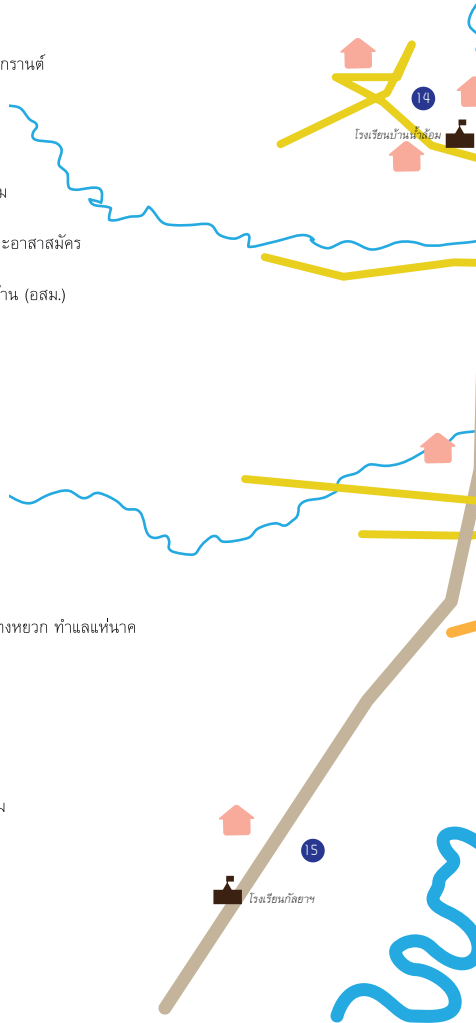 กรานต์
14
โรงเรียนบ้านน้ำล้อม
ม
ะอาสาสมัคร
้าน (อสม.)
างหยวก ทำแลแห่นาค
ม
15
โรงเรียนกัลยาฯ